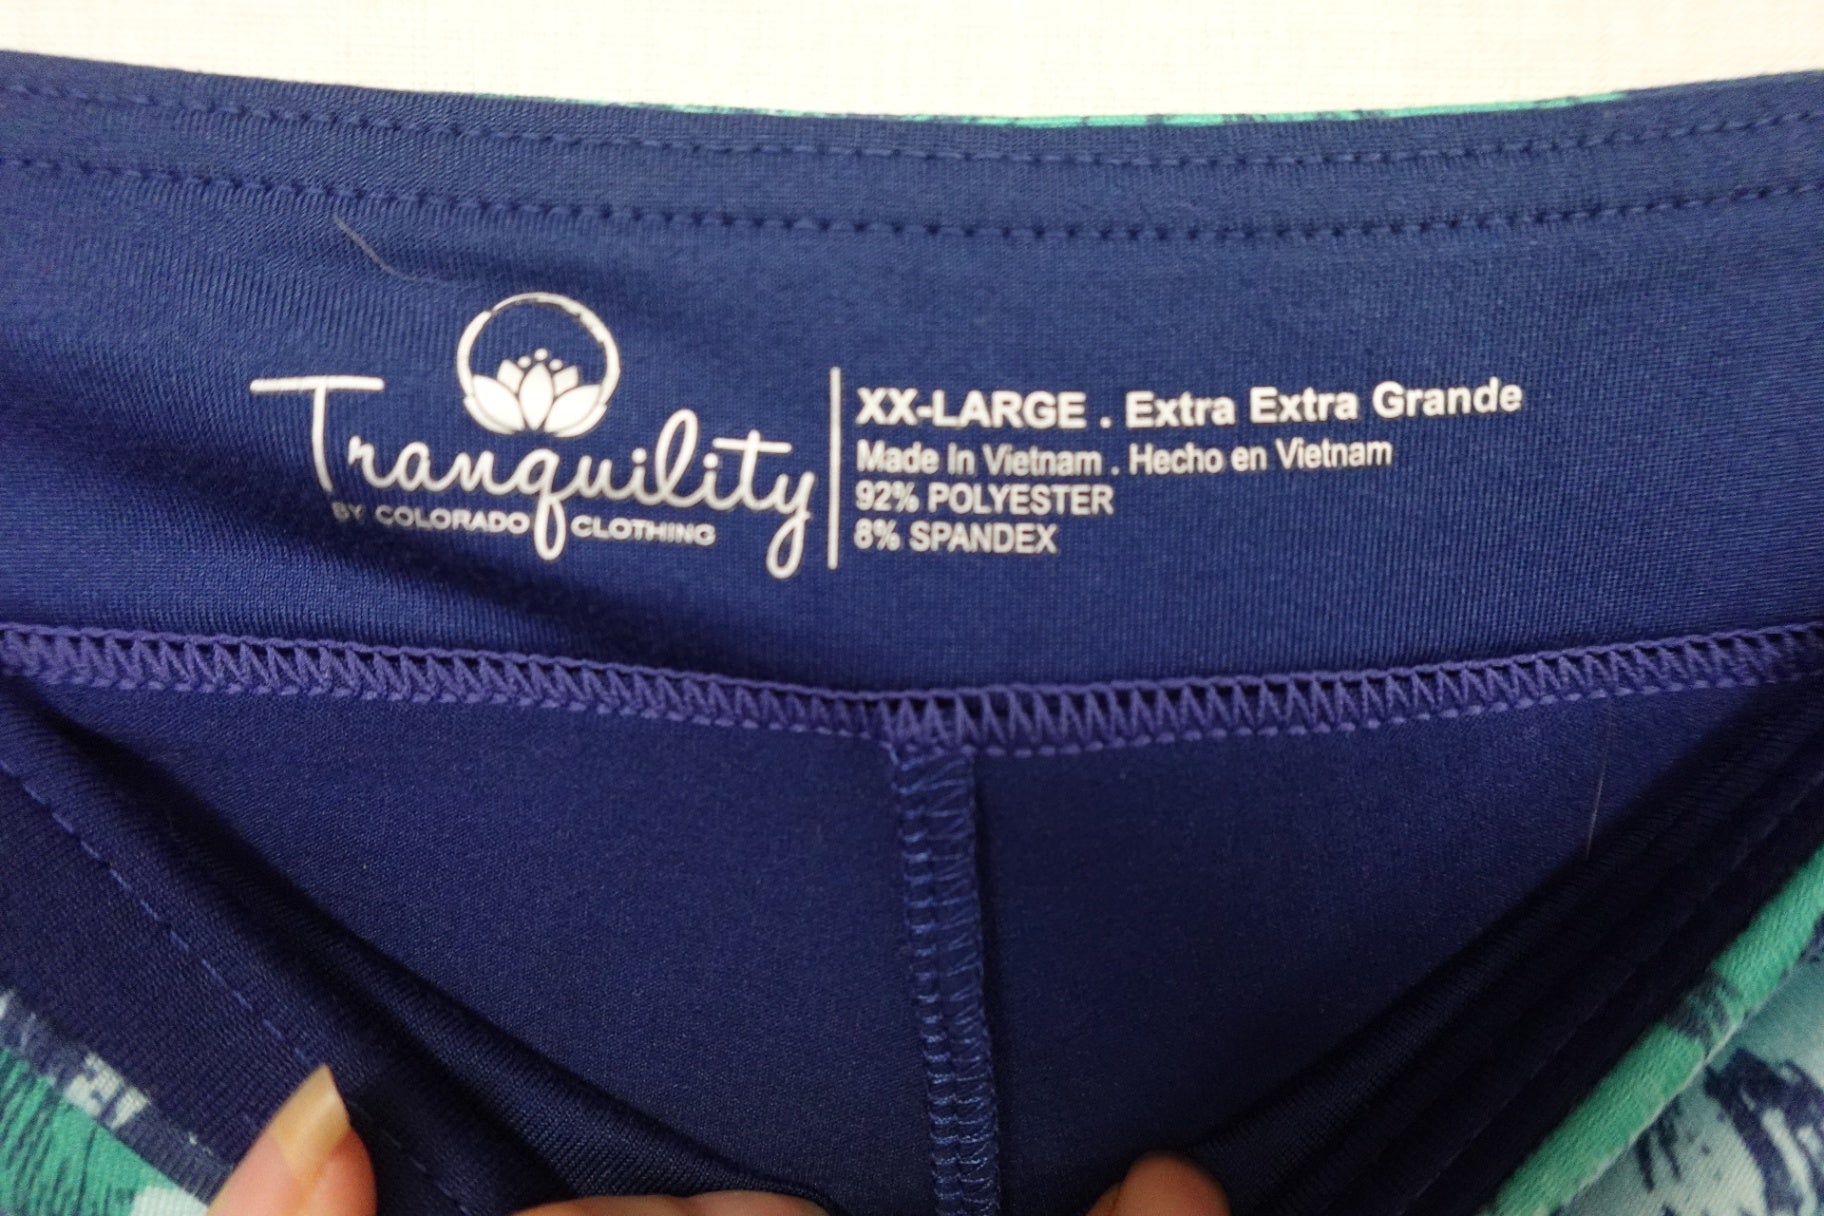 Tranquility
BY COLORADO CLOTHING
XX-LARGE . Extra Extra Grande
Made In Vietnam . Hecho en Vietnam
92% POLYESTER
8% SPANDEX